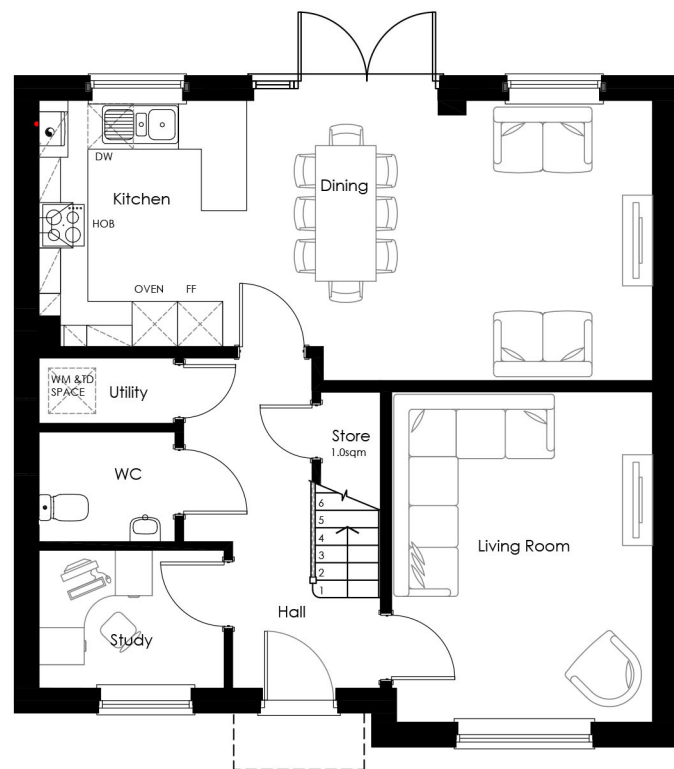 DW
Kitchen
Dining
HOB
OVEN
FF
WM &TD
SPACE
Utility
Store
1.0sqm
WC
6
5
4
3
2
1
Living Room
Hall
Study